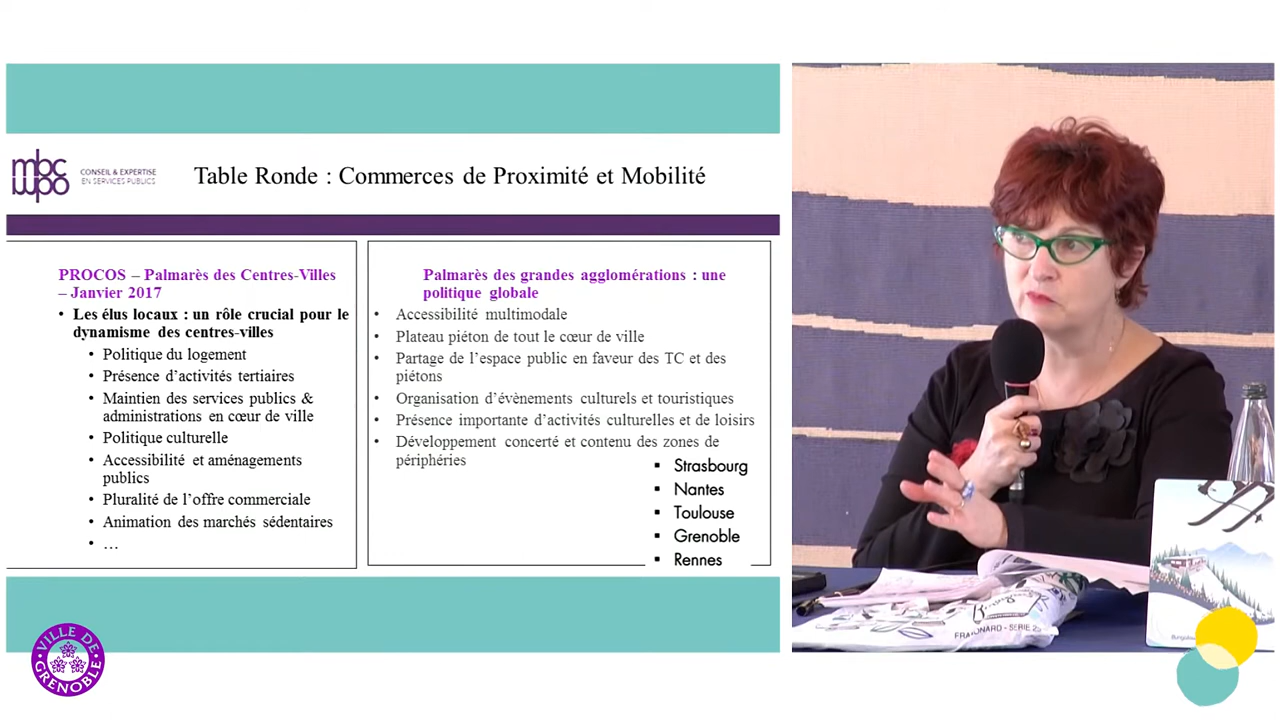 mbc
CONSEIL & EXPERTISE
EN SERVICES PUBLICS
Table Ronde : Commerces de Proximité et Mobilité
PROCOS – Palmarès des Centres-Villes
– Janvier 2017
• Les élus locaux : un rôle crucial pour le
dynamisme des centres-villes
• Politique du logement
• Présence d’activités tertiaires
• Maintien des services publics &
administrations en cœur de ville
• Politique culturelle
• Accessibilité et aménagements
publics
• Pluralité de l’offre commerciale
• Animation des marchés sédentaires
• …
Palmarès des grandes agglomérations : une
politique globale
• Accessibilité multimodale
• Plateau piéton de tout le cœur de ville
• Partage de l’espace public en faveur des TC et des
piétons
• Organisation d’évènements culturels et touristiques
• Présence importante d’activités culturelles et de loisirs
• Développement concerté et contenu des zones de
périphéries
▪ Strasbourg
▪ Nantes
▪ Toulouse
▪ Grenoble
▪ Rennes
VILLE DE
GRENOBLE